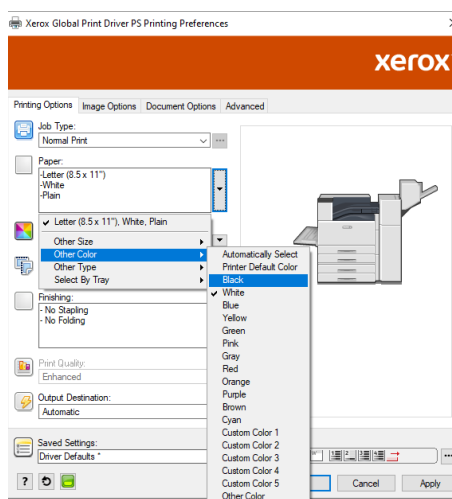 Xerox Global Print Driver PS Printing Preferences
xerox
Printing Options Image Options Document Options Advanced
Job Type:
Normal Print
Paper:
-Letter (8.5 x 11")
-White
-Plain
Letter (8.5 x 11"), White, Plain
Other Size
Other Color
Other Type
Select By Tray
Automatically Select
Printer Default Color
Black
White
Blue
Yellow
Green
Pink
Gray
Red
Orange
Purple
Brown
Cyan
Custom Color 1
Custom Color 2
Custom Color 3
Custom Color 4
Custom Color 5
Other Color
Finishing:
- No Stapling
- No Folding
Print Quality:
Enhanced
Output Destination:
Automatic
Saved Settings:
Driver Defaults *
Cancel Apply